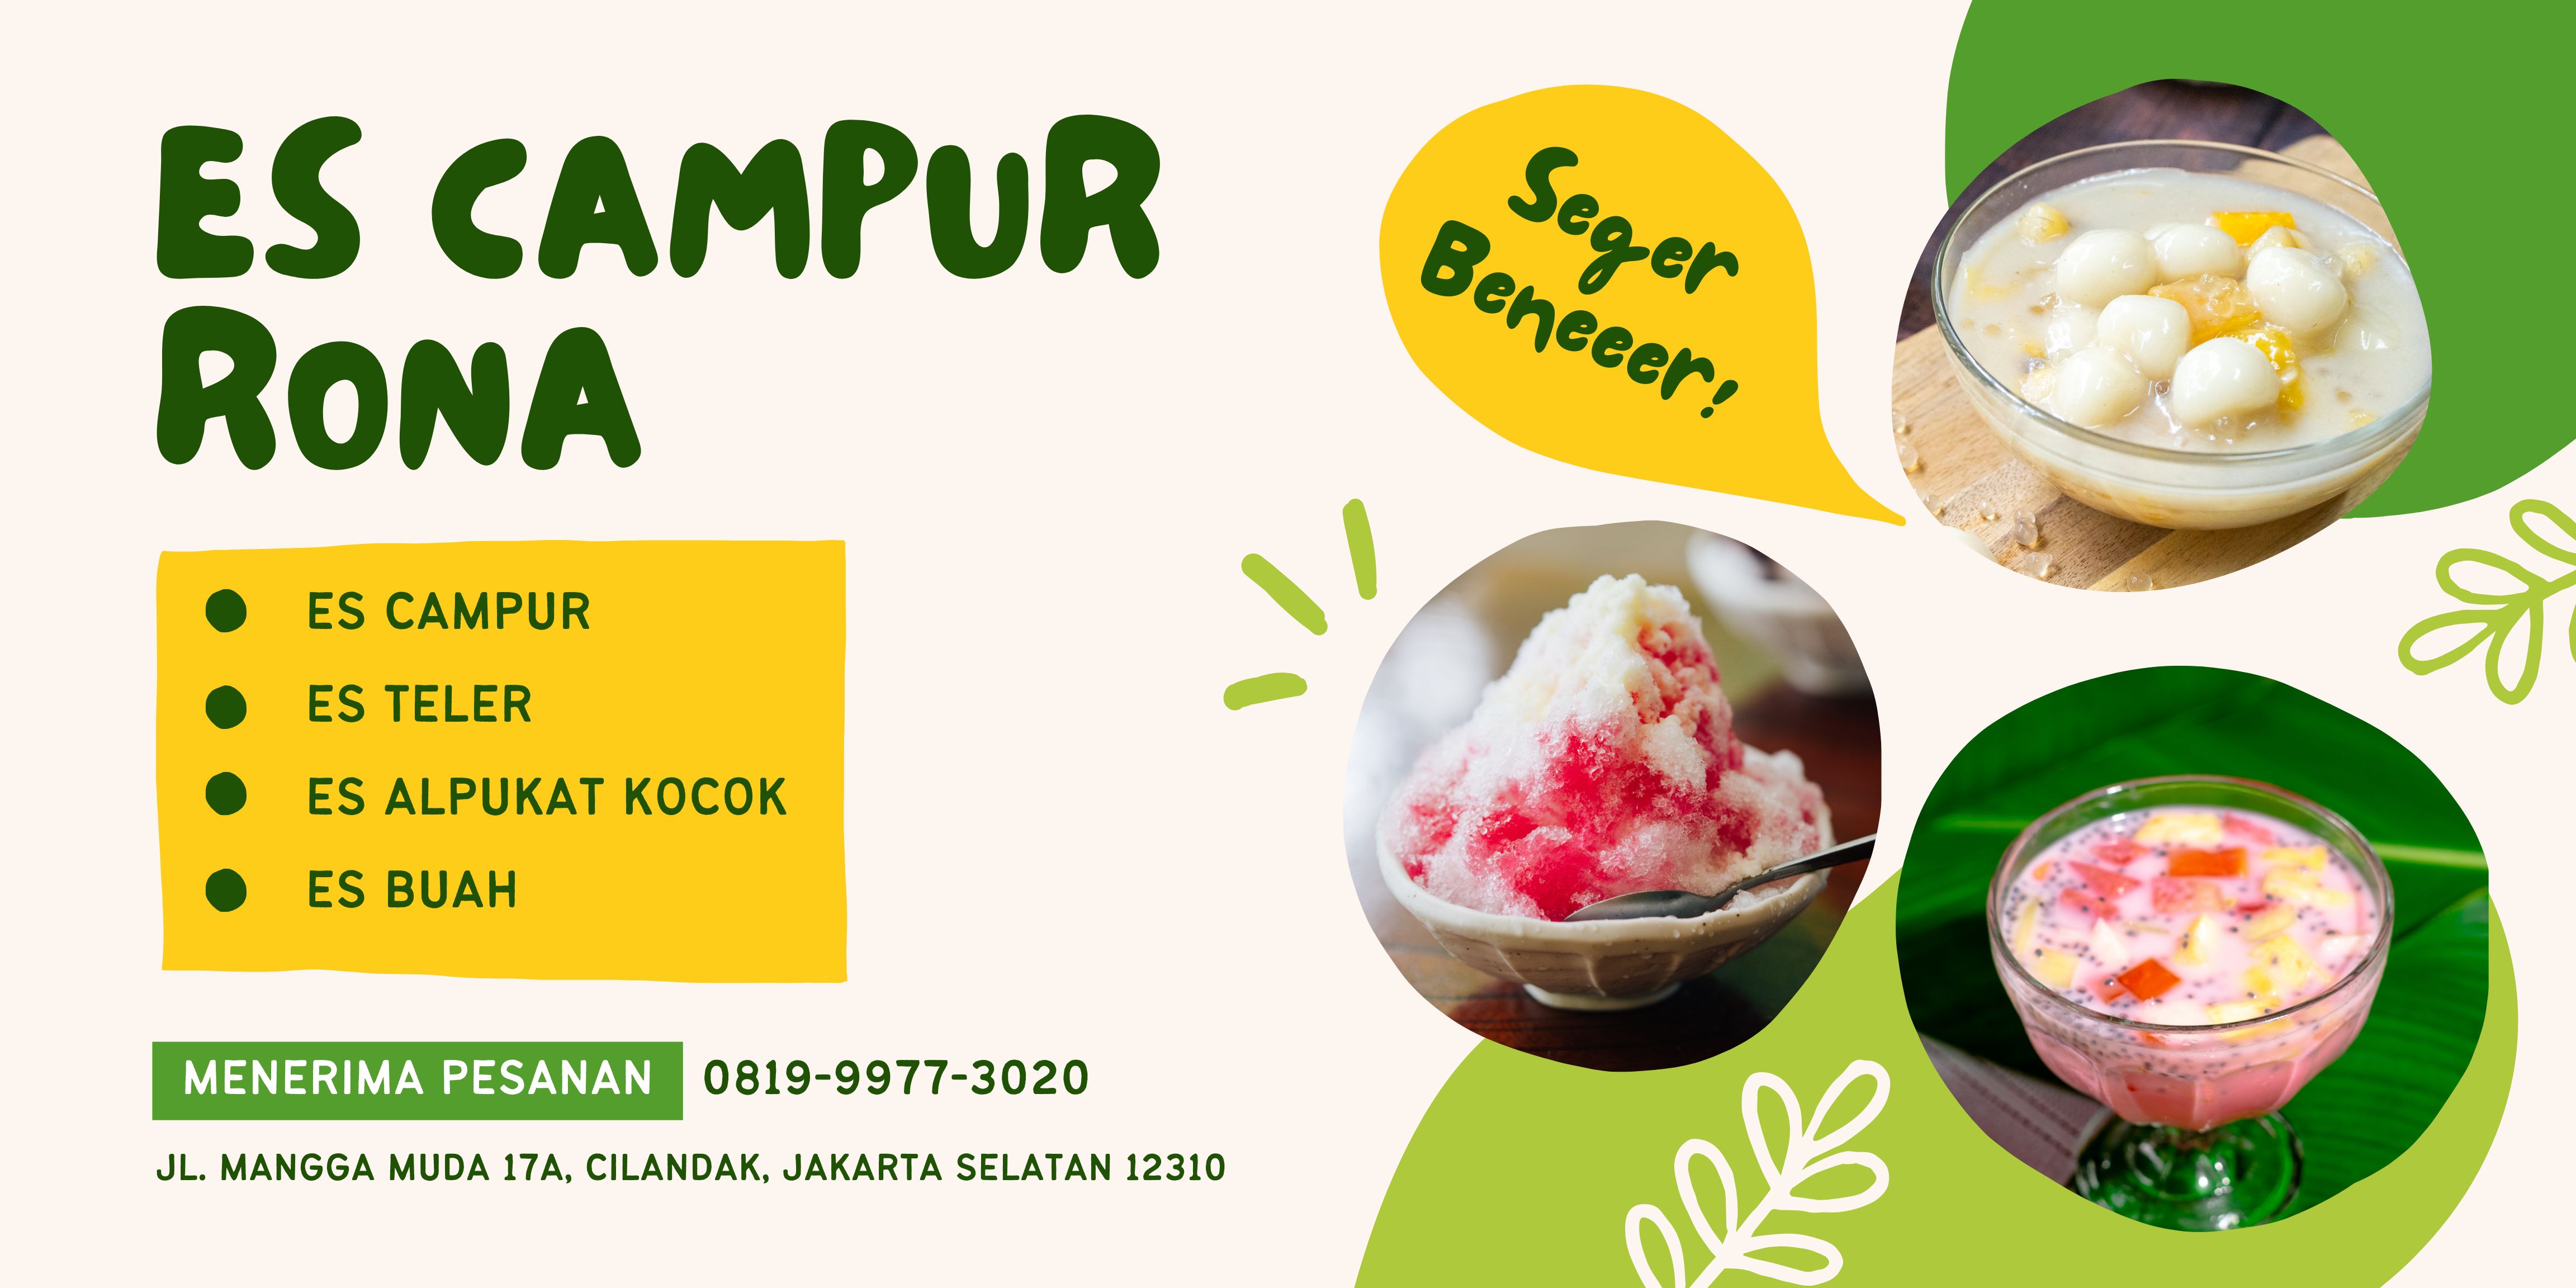 ES CAMPUR
RONA
Seger
Beneeer!
ES CAMPUR
ES TELER
ES ALPUKAT KOCOK
ES BUAH
MENERIMA PESANAN 0819-9977-3020
JL. MANGGA MUDA 17A, CILANDAK, JAKARTA SELATAN 12310